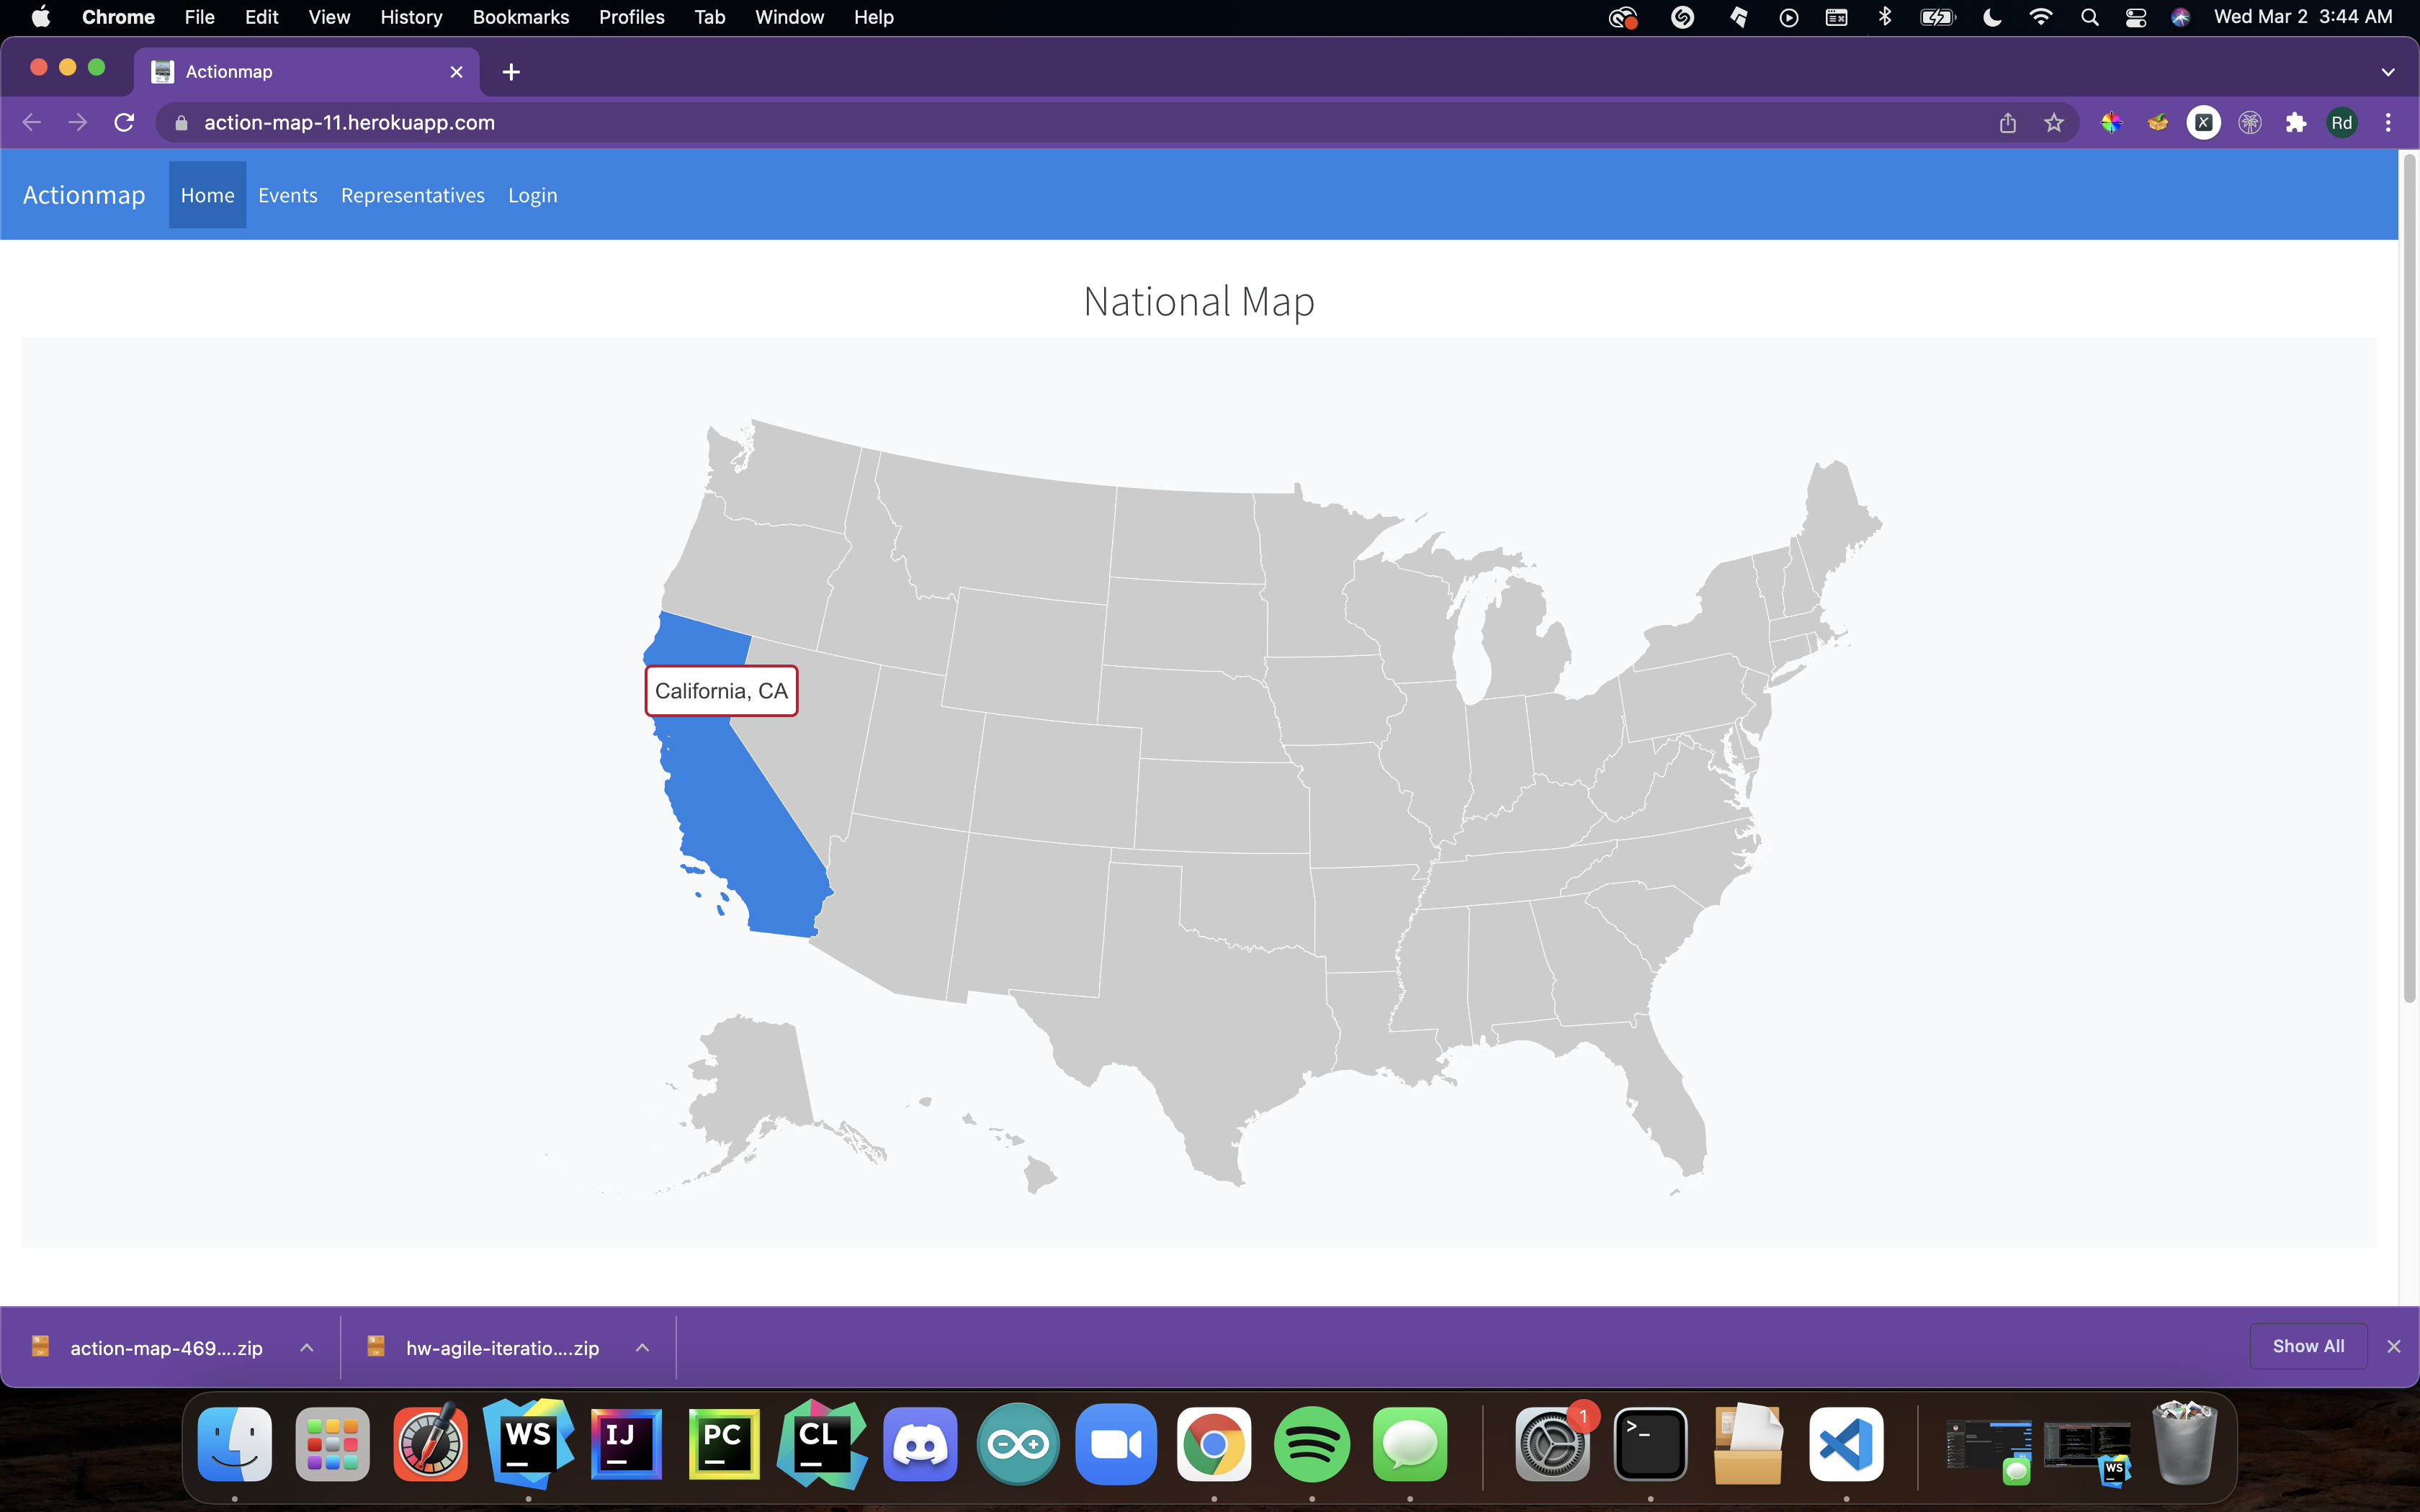 Chrome File Edit View History Bookmarks Profiles Tab Window Help
Wed Mar 2 3:44 AM
Actionmap
action-map-11.herokuapp.com
Rd
Actionmap Home Events Representatives Login
National Map
California, CA
action-map-469....zip
hw-agile-iteratio....zip
Show All
WS
IJ
PC
CL
1
>_
WS